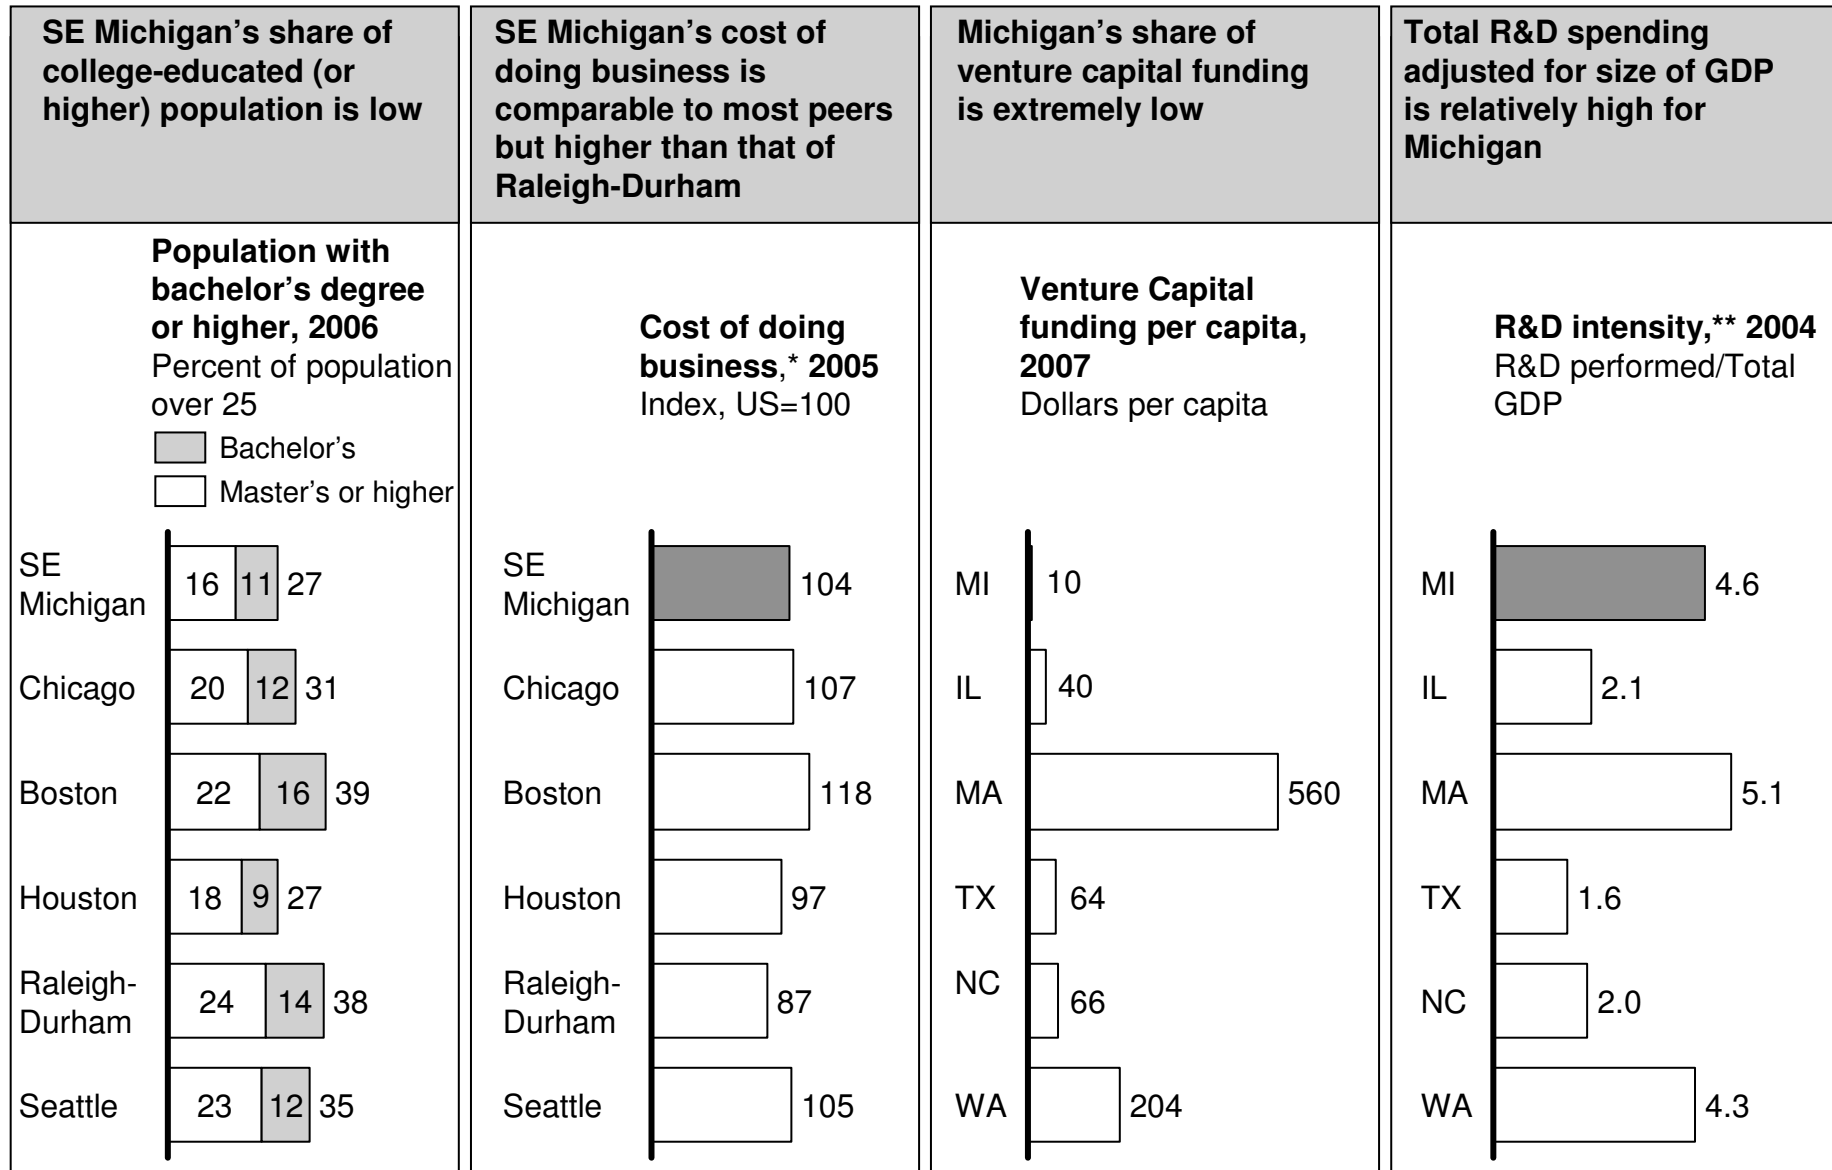 SE Michigan’s share of
college-educated (or
higher) population is low
Population with
bachelor’s degree
or higher, 2006
Percent of population
over 25
Bachelor’s
Master’s or higher
SE
Michigan
16 11 27
Chicago 20 12 31
Boston 22 16 39
Houston 18 9 27
Raleigh-
Durham
24 14 38
Seattle 23 12 35
SE Michigan’s cost of
doing business is
comparable to most peers
but higher than that of
Raleigh-Durham
Cost of doing
business,* 2005
Index, US=100
SE
Michigan
104
Chicago 107
Boston 118
Houston 97
Raleigh-
Durham
87
Seattle 105
Michigan’s share of
venture capital funding
is extremely low
Venture Capital
funding per capita,
2007
Dollars per capita
MI 10
IL 40
MA 560
TX 64
NC 66
WA 204
Total R&D spending
adjusted for size of GDP
is relatively high for
Michigan
R&D intensity,** 2004
R&D performed/Total
GDP
MI 4.6
IL 2.1
MA 5.1
TX 1.6
NC 2.0
WA 4.3